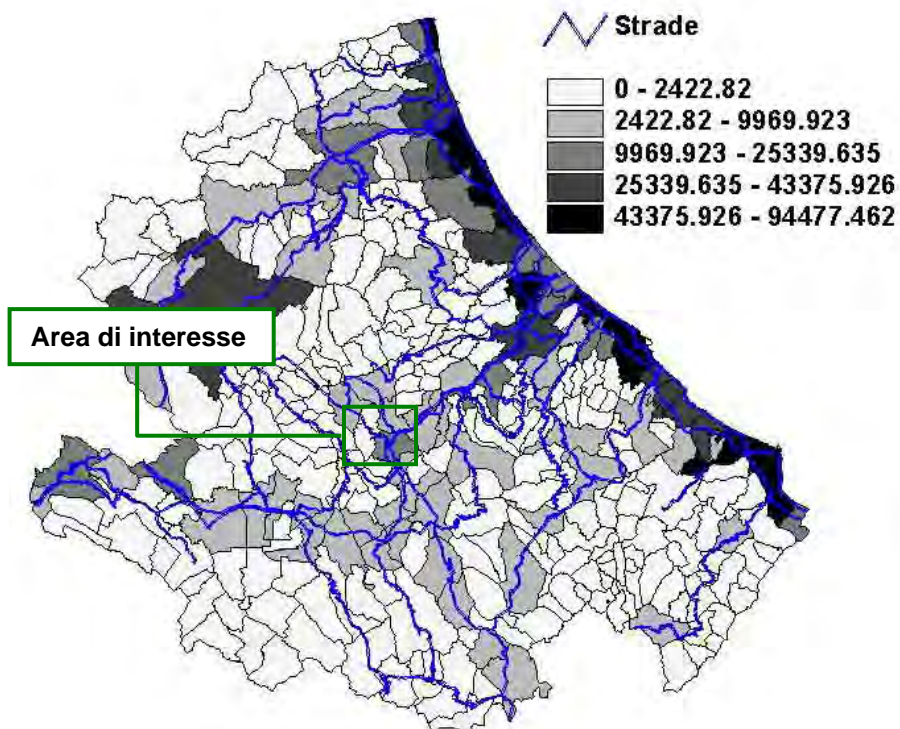 Strade
0 - 2422.82
2422.82 - 9969.923
9969.923 - 25339.635
25339.635 - 43375.926
43375.926 - 94477.462
Area di interesse